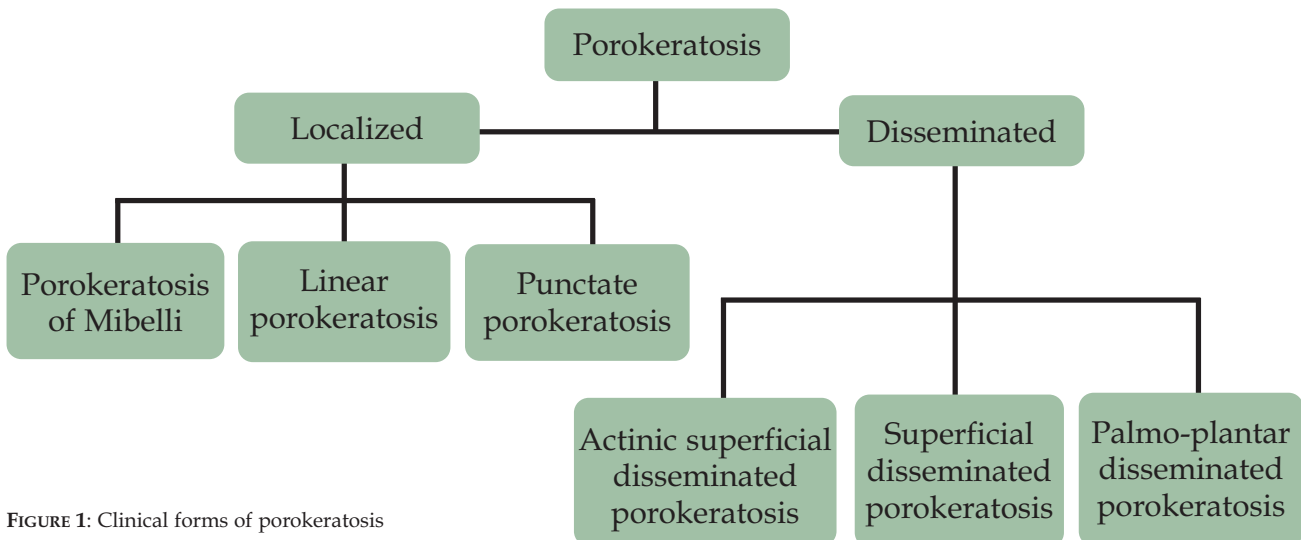 Porokeratosis
Localized
Disseminated
Porokeratosis
of Mibelli
Linear
porokeratosis
Punctate
porokeratosis
Actinic superficial
disseminated
porokeratosis
Superficial
disseminated
porokeratosis
Palmo-plantar
disseminated
porokeratosis
FIGURE 1: Clinical forms of porokeratosis